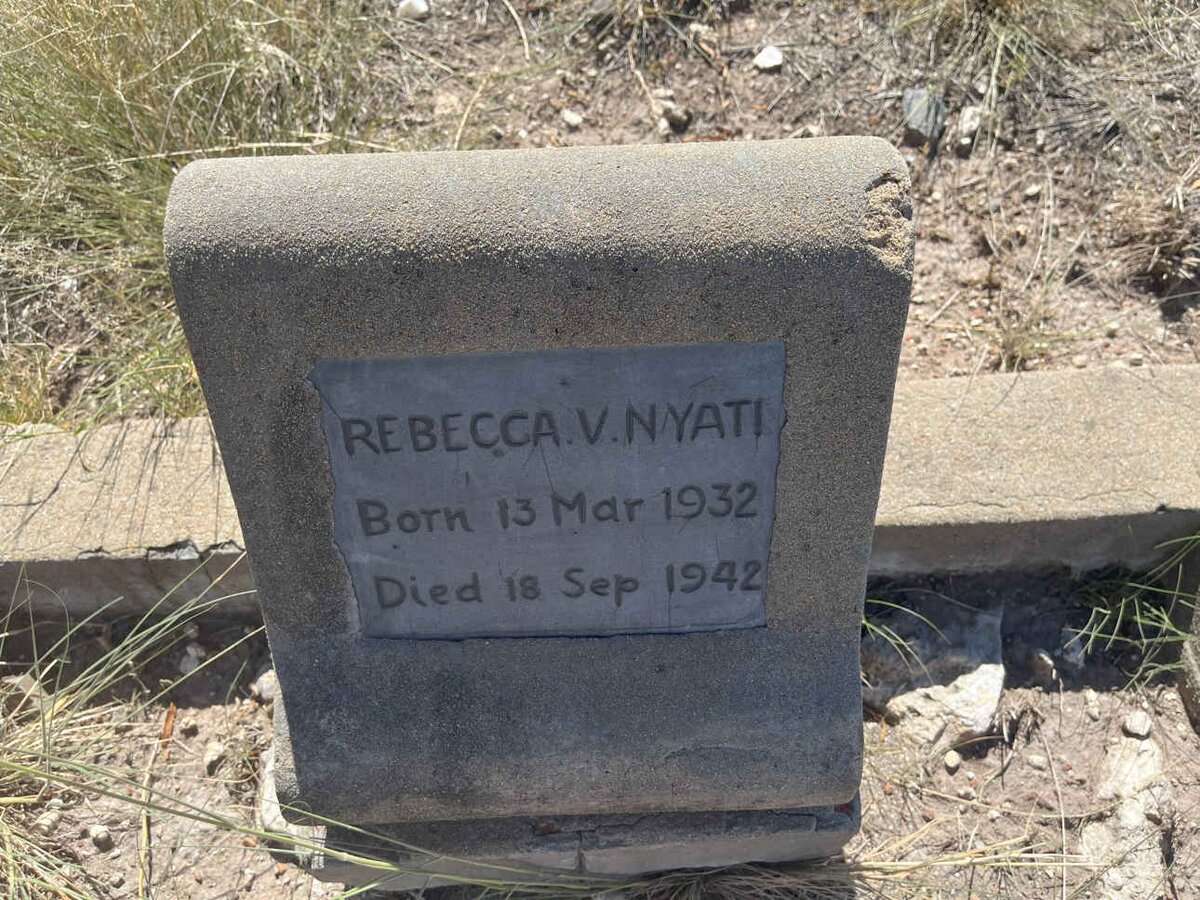 REBECCA.V.NYATI
Born 13 Mar 1932
Died 18 Sep 1942